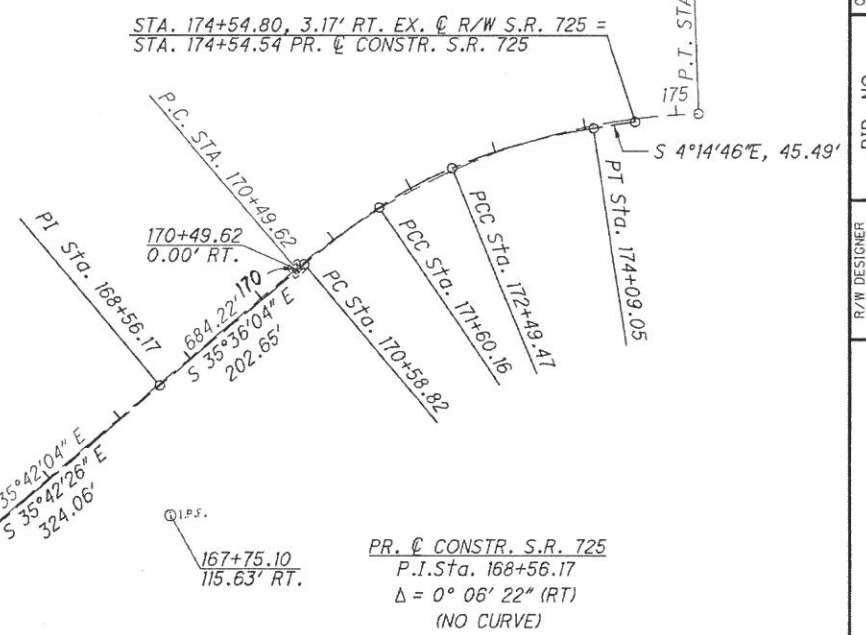 STA. 174+54.80, 3.17' RT. EX. ℄ R/W S.R. 725 =
STA. 174+54.54 PR. ℄ CONSTR. S.R. 725
P.T. STA
175
S 4°14'46"E, 45.49'
P.C. STA. 170+49.62
PT Sta. 174+09.05
PCC Sta. 172+49.47
PCC Sta. 171+60.16
170+49.62
0.00' RT.
PI Sta. 168+56.17
PC Sta. 170+58.82
684.22'
170
S 35°36'04" E
202.65'
35°42'04" E
S 35°42'26" E
324.06'
I.P.F.
167+75.10
115.63' RT.
PR. ℄ CONSTR. S.R. 725
P.I.Sta. 168+56.17
Δ = 0° 06' 22" (RT)
(NO CURVE)
R/W DESIGNER